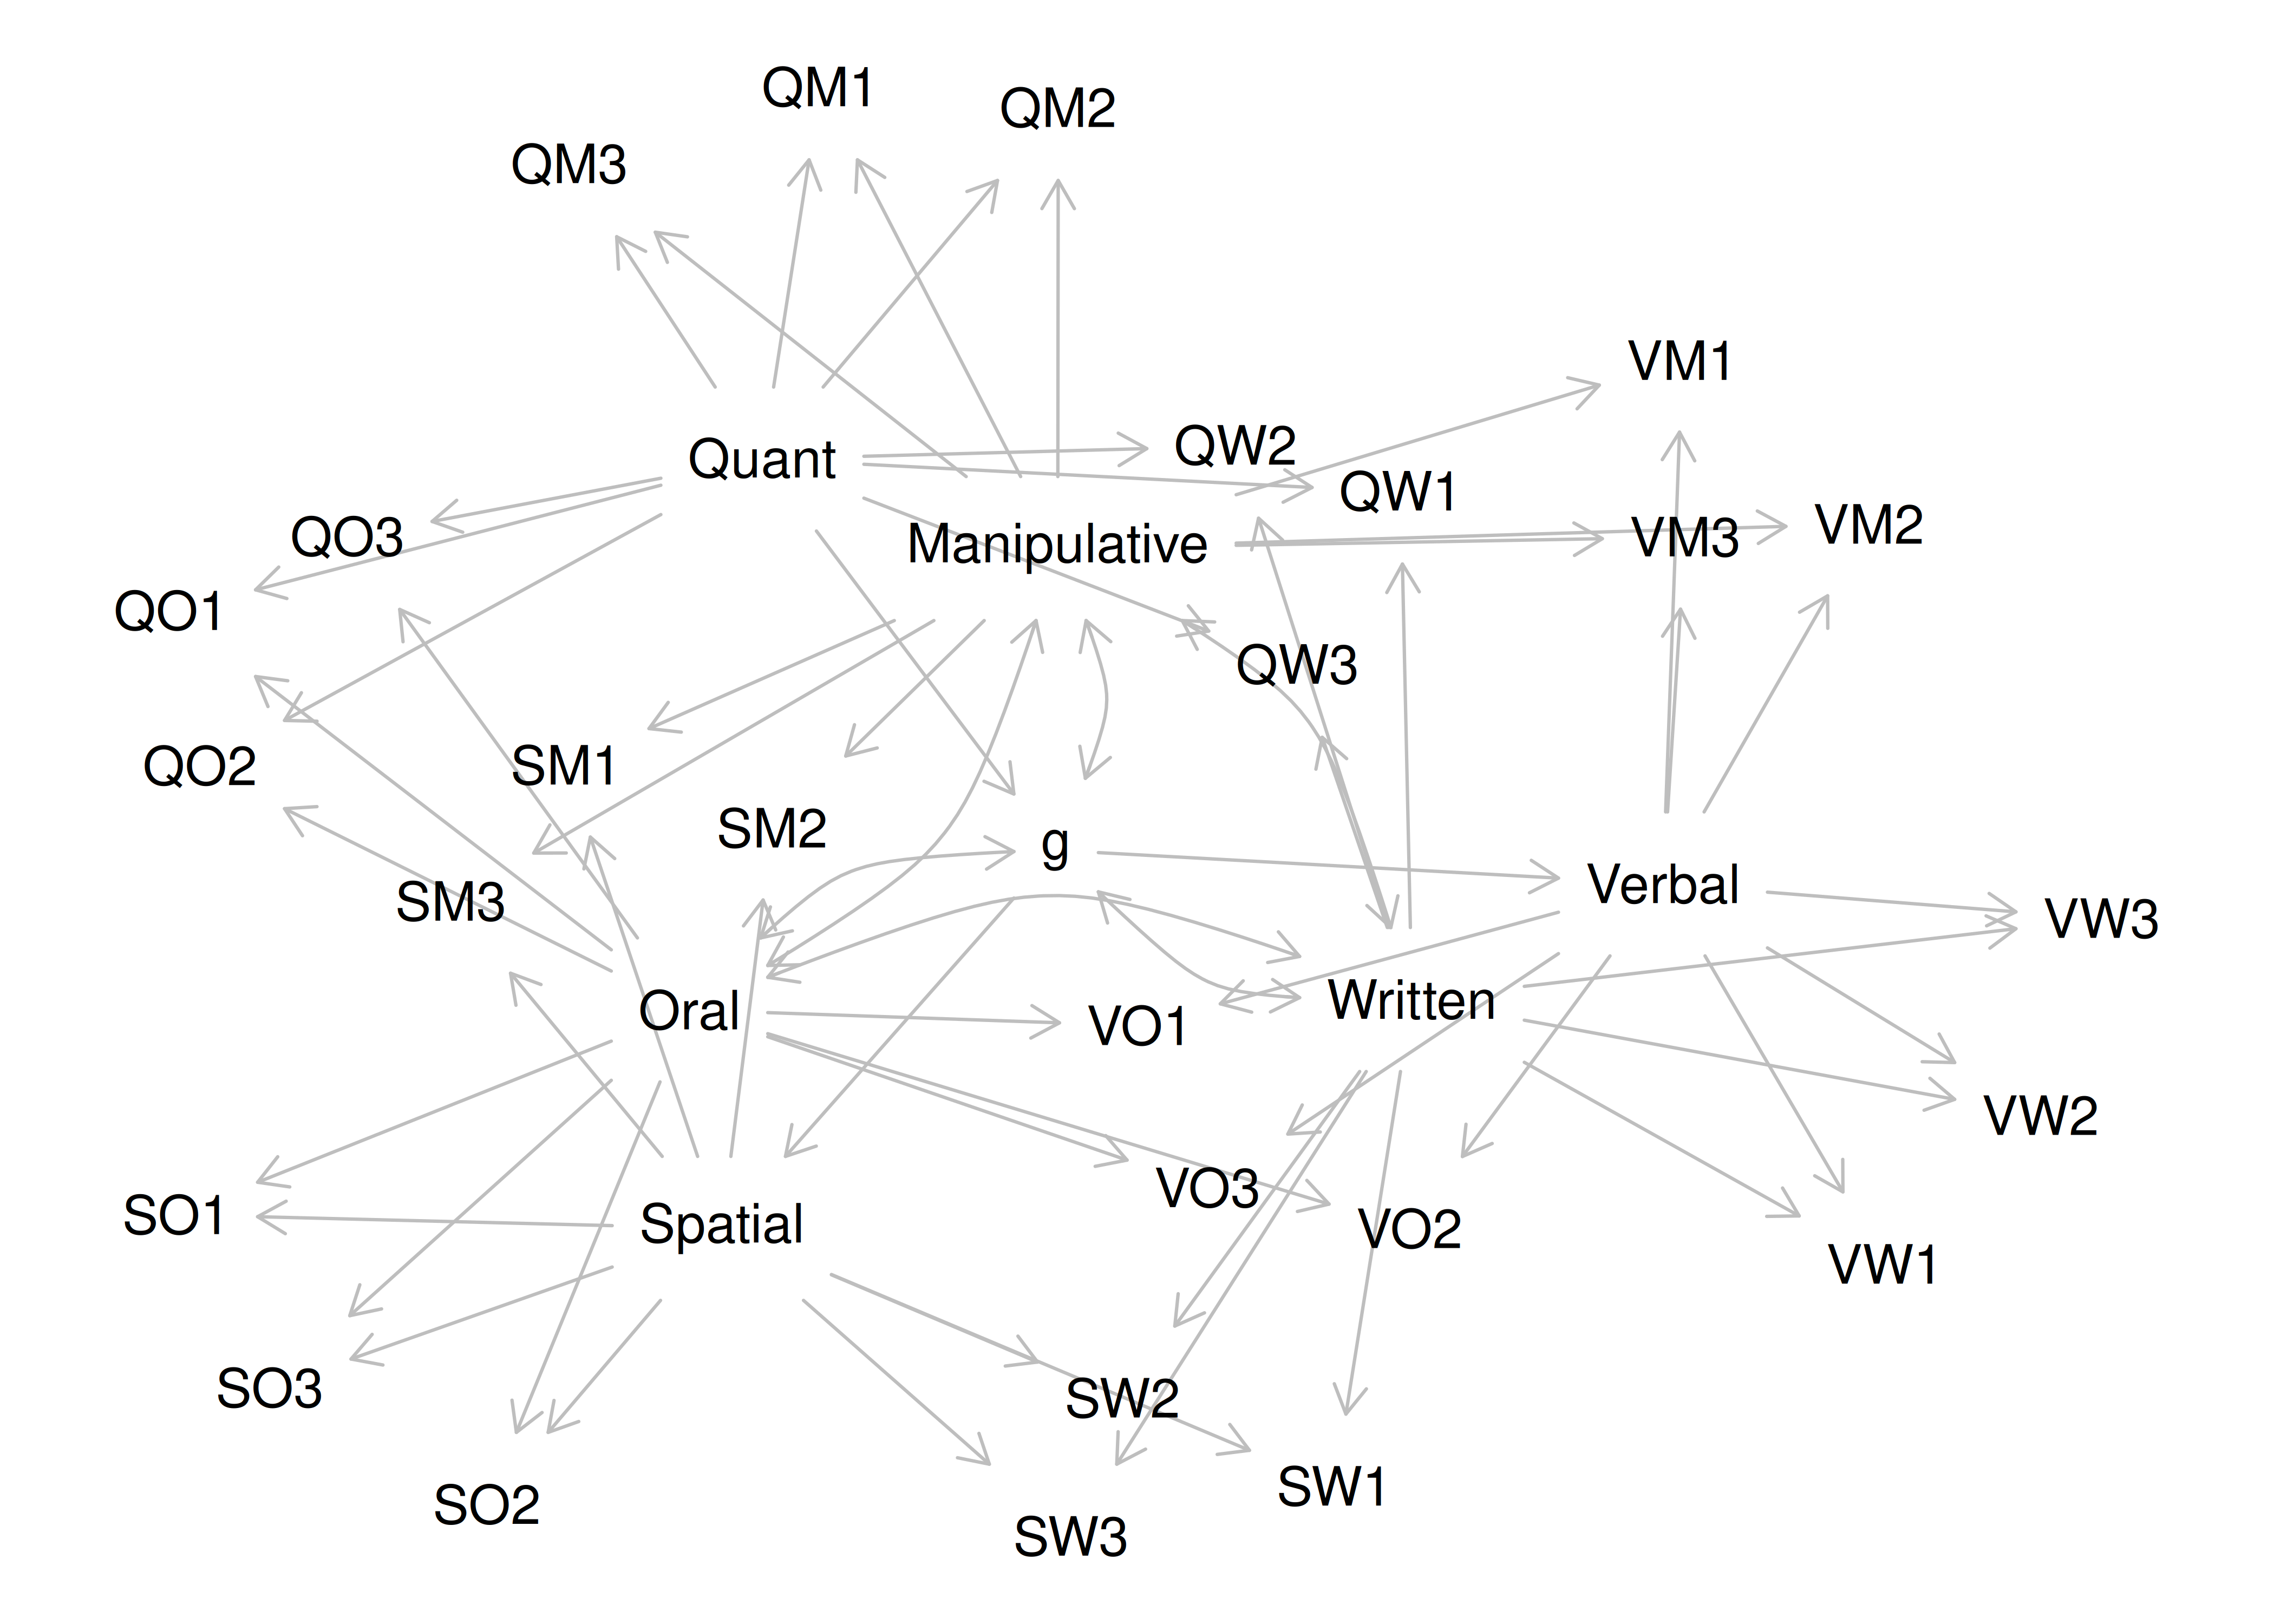 QM1
QM2
QM3
VM1
Quant
QW2
QW1
QO3
Manipulative
VM3
VM2
QO1
QW3
QO2
SM1
SM2
g
Verbal
SM3
VW3
Oral
VO1
Written
VW2
SO1
Spatial
VO3
VO2
VW1
SO3
SW2
SW1
SO2
SW3